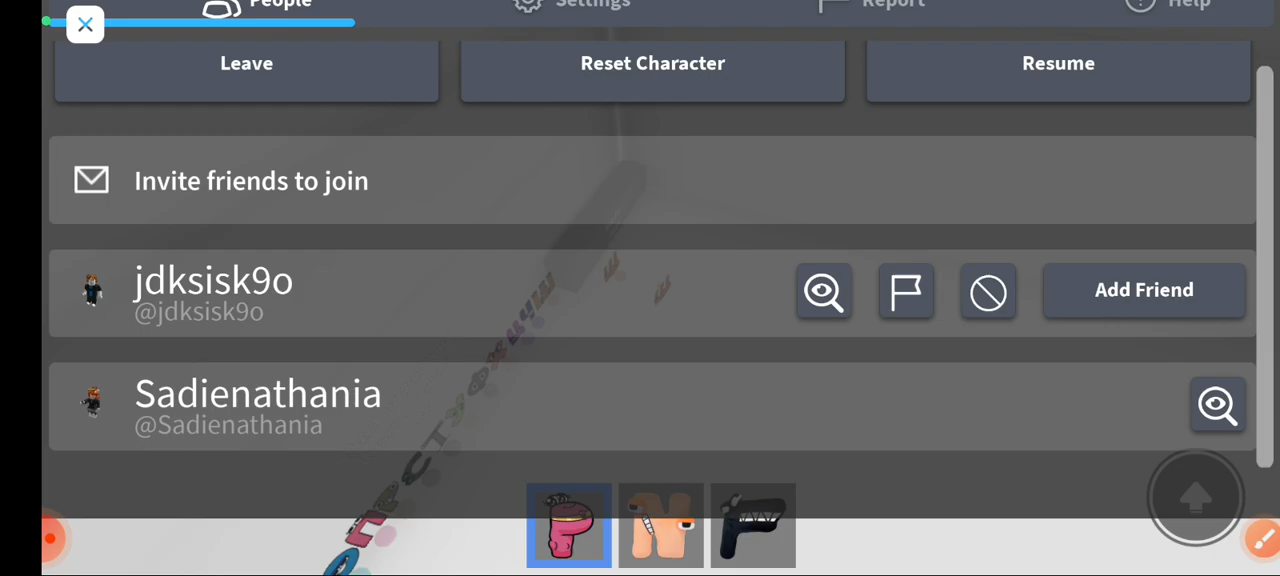 People
Settings
Report
Help
Leave
Reset Character
Resume
Invite friends to join
jdksisk9o
@jdksisk9o
Add Friend
Sadienathania
@Sadienathania